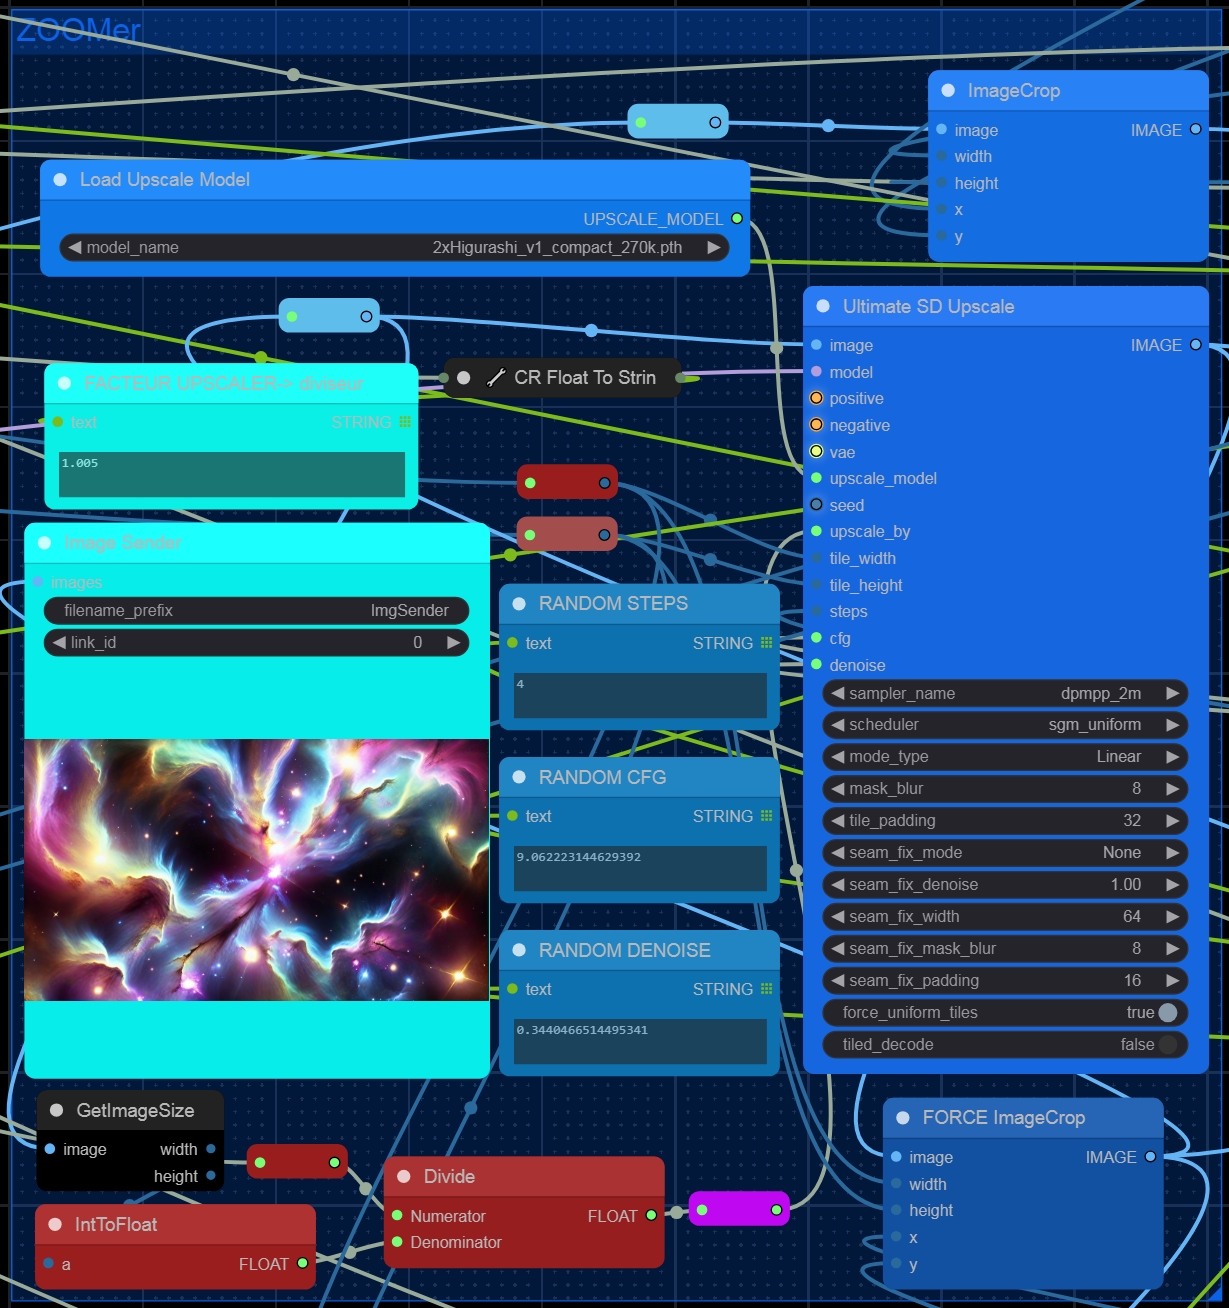 ZOOMer
ImageCrop
image IMAGE
width
height
x
y
Load Upscale Model
UPSCALE_MODEL
model_name 2xHigurashi_v1_compact_270k.pth
Ultimate SD Upscale
image IMAGE
model
positive
negative
vae
upscale_model
seed
upscale_by
tile_width
tile_height
steps
cfg
denoise
sampler_name dpmpp_2m
scheduler sgm_uniform
mode_type Linear
mask_blur 8
tile_padding 32
seam_fix_mode None
seam_fix_denoise 1.00
seam_fix_width 64
seam_fix_mask_blur 8
seam_fix_padding 16
force_uniform_tiles true
tiled_decode false
FACTEUR UPSCALER-> diviseur
text STRING
1.005
CR Float To Strin
Image Sender
images
filename_prefix ImgSender
link_id 0
RANDOM STEPS
text STRING
4
RANDOM CFG
text STRING
9.062223144629392
RANDOM DENOISE
text STRING
0.3440466514495341
GetImageSize
image width
height
IntToFloat
a FLOAT
Divide
Numerator FLOAT
Denominator
FORCE ImageCrop
image IMAGE
width
height
x
y